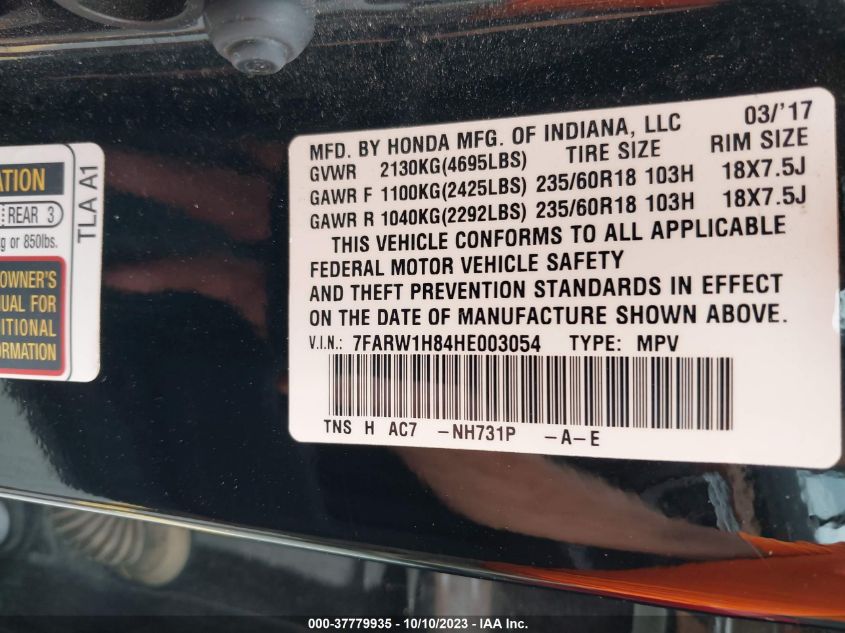 ATION
REAR 3
g or 850lbs.
OWNER'S
UAL FOR
DITIONAL
ORMATION
TLA A1
03/'17
MFD. BY HONDA MFG. OF INDIANA, LLC
GVWR 2130KG(4695LBS) TIRE SIZE RIM SIZE
GAWR F 1100KG(2425LBS) 235/60R18 103H 18X7.5J
GAWR R 1040KG(2292LBS) 235/60R18 103H 18X7.5J
THIS VEHICLE CONFORMS TO ALL APPLICABLE
FEDERAL MOTOR VEHICLE SAFETY
AND THEFT PREVENTION STANDARDS IN EFFECT
ON THE DATE OF MANUFACTURE SHOWN ABOVE.
V.I.N.: 7FARW1H84HE003054 TYPE: MPV
TNS H AC7 -NH731P -A-E
000-37779935 - 10/10/2023 - IAA Inc.